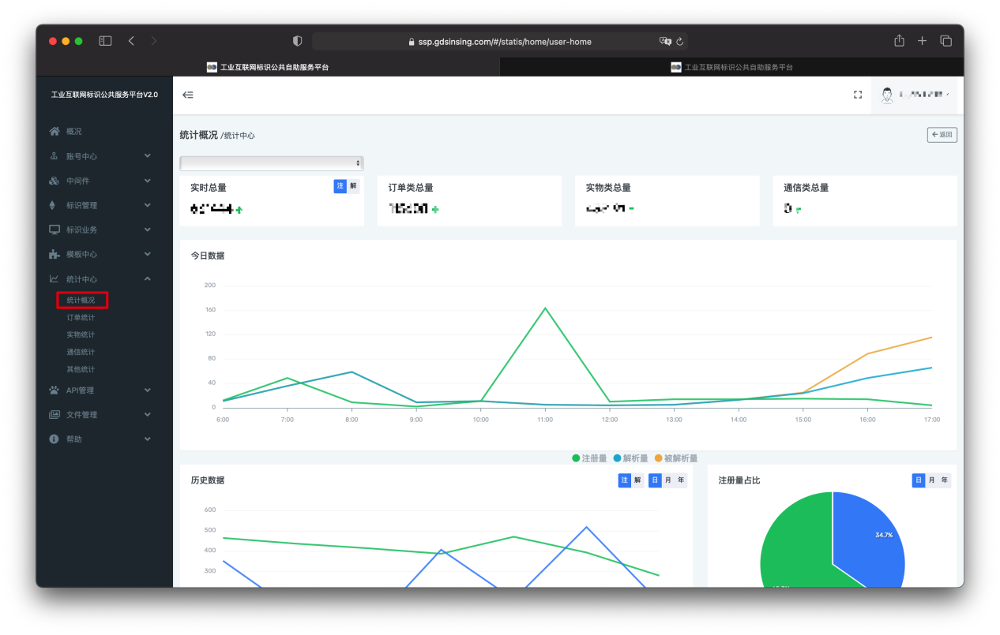 ssp.gdsinsing.com/#/statis/home/user-home
工业互联网标识公共自助服务平台
工业互联网标识公共自助服务平台
工业互联网标识公共服务平台V2.0
概况
账号中心
中间件
标识管理
标识业务
模板中心
统计中心
统计概况
订单统计
实物统计
通信统计
其他统计
API管理
文件管理
帮助
统计概况 /统计中心
返回
实时总量
注 解
订单类总量
实物类总量
通信类总量
今日数据
200
160
120
80
40
0
6:00 7:00 8:00 9:00 10:00 11:00 12:00 13:00 14:00 15:00 16:00 17:00
注册量 解析量 被解析量
历史数据
注 解 日 月 年
600
500
400
300
注册量占比
日 月 年
34.7%